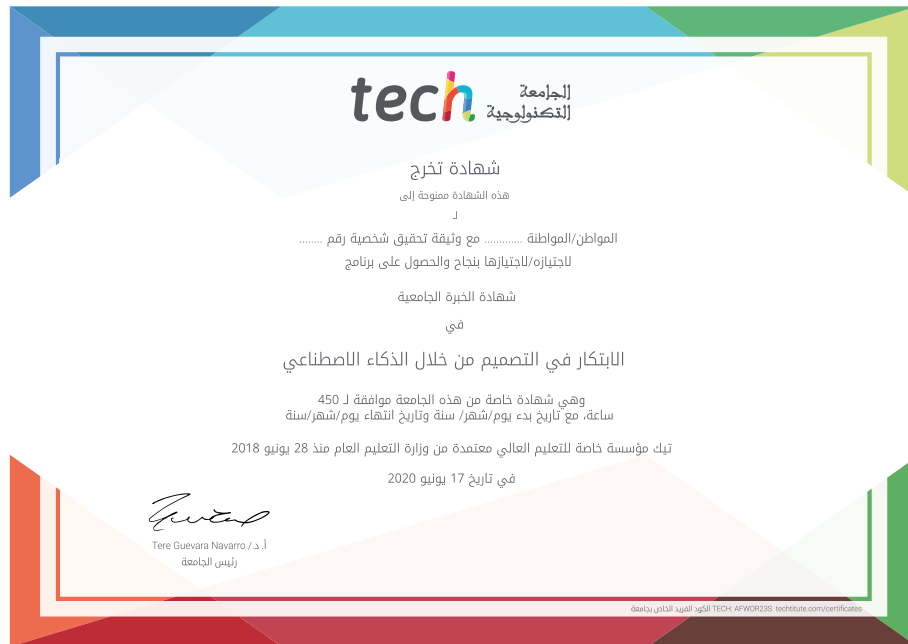 tech الجامعة
التكنولوجية
شهادة تخرج
هذه الشهادة ممنوحة إلى
لـ
المواطن/المواطنة ............. مع وثيقة تحقيق شخصية رقم ........
لاجتيازه/لاجتيازها بنجاح والحصول على برنامج
شهادة الخبرة الجامعية
في
الابتكار في التصميم من خلال الذكاء الاصطناعي
وهي شهادة خاصة من هذه الجامعة موافقة لـ 450
ساعة، مع تاريخ بدء يوم/شهر/ سنة وتاريخ انتهاء يوم/شهر/سنة
تيك مؤسسة خاصة للتعليم العالي معتمدة من وزارة التعليم العام منذ 28 يونيو 2018
في تاريخ 17 يونيو 2020
أ. د./ Tere Guevara Navarro
رئيس الجامعة
الكود الفريد الخاص بجامعة TECH: AFWOR23S techtitute.com/certificates